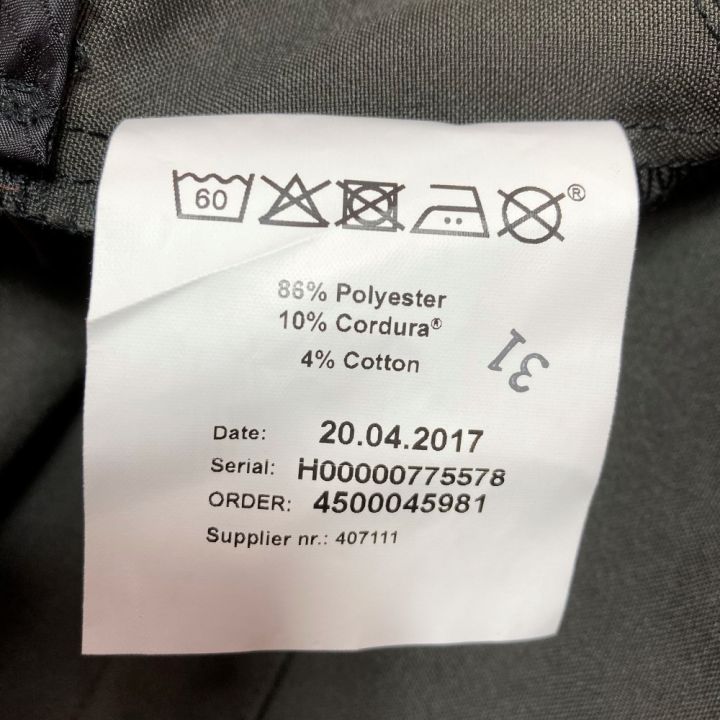 60 ®
86% Polyester
10% Cordura®
4% Cotton
31
Date: 20.04.2017
Serial: H00000775578
ORDER: 4500045981
Supplier nr.: 407111